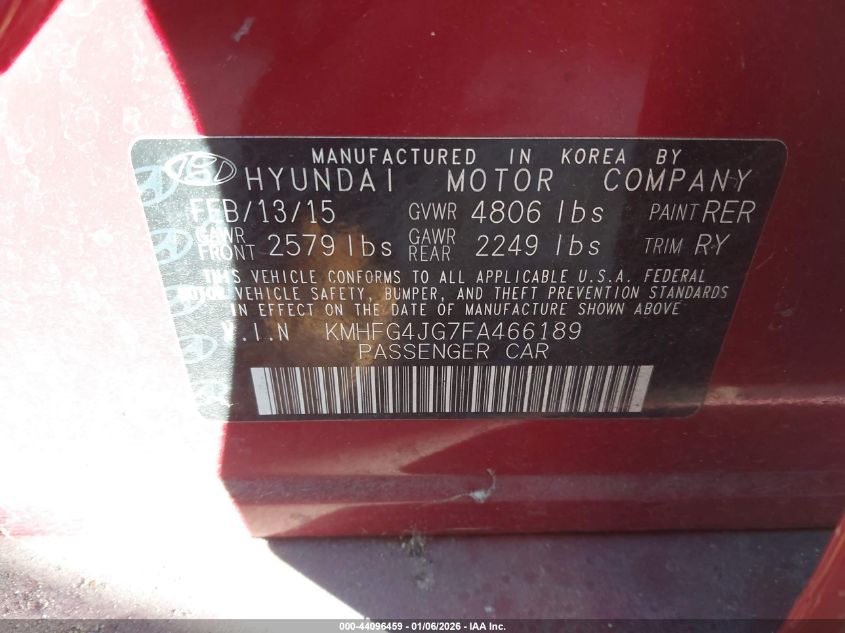 MANUFACTURED IN KOREA BY
HYUNDAI MOTOR COMPANY
FEB/13/15 GVWR 4806 lbs PAINT RER
GAWR FRONT 2579 lbs GAWR REAR 2249 lbs TRIM RY
THIS VEHICLE CONFORMS TO ALL APPLICABLE U.S.A. FEDERAL
MOTOR VEHICLE SAFETY, BUMPER, AND THEFT PREVENTION STANDARDS
IN EFFECT ON THE DATE OF MANUFACTURE SHOWN ABOVE
V.I.N KMHFG4JG7FA466189
PASSENGER CAR
000-44096459 - 01/06/2026 - IAA Inc.